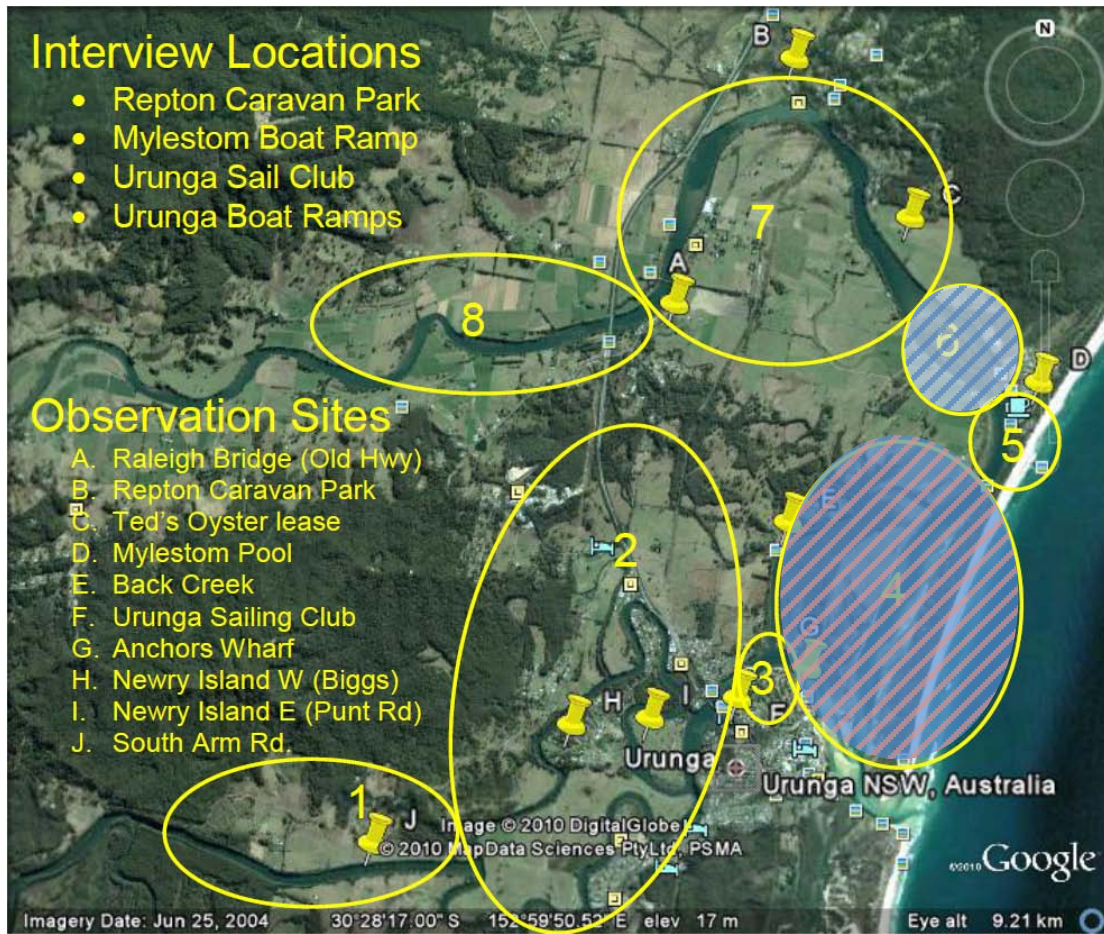 Interview Locations
• Repton Caravan Park
• Mylestom Boat Ramp
• Urunga Sail Club
• Urunga Boat Ramps
N
B
C
7
A
8
6
D
5
Observation Sites
A. Raleigh Bridge (Old Hwy)
B. Repton Caravan Park
C. Ted's Oyster lease
D. Mylestom Pool
E. Back Creek
F. Urunga Sailing Club
G. Anchors Wharf
H. Newry Island W (Biggs)
I. Newry Island E (Punt Rd)
J. South Arm Rd.
E
2
4
G
3
H
I
F
Urunga
Urunga NSW, Australia
1
J
Image © 2010 DigitalGlobe
© 2010 MapData Sciences PtyLtd, PSMA
©2010 Google
Imagery Date: Jun 25, 2004 30°28'17.00" S 152°59'50.52" E elev 17 m Eye alt 9.21 km